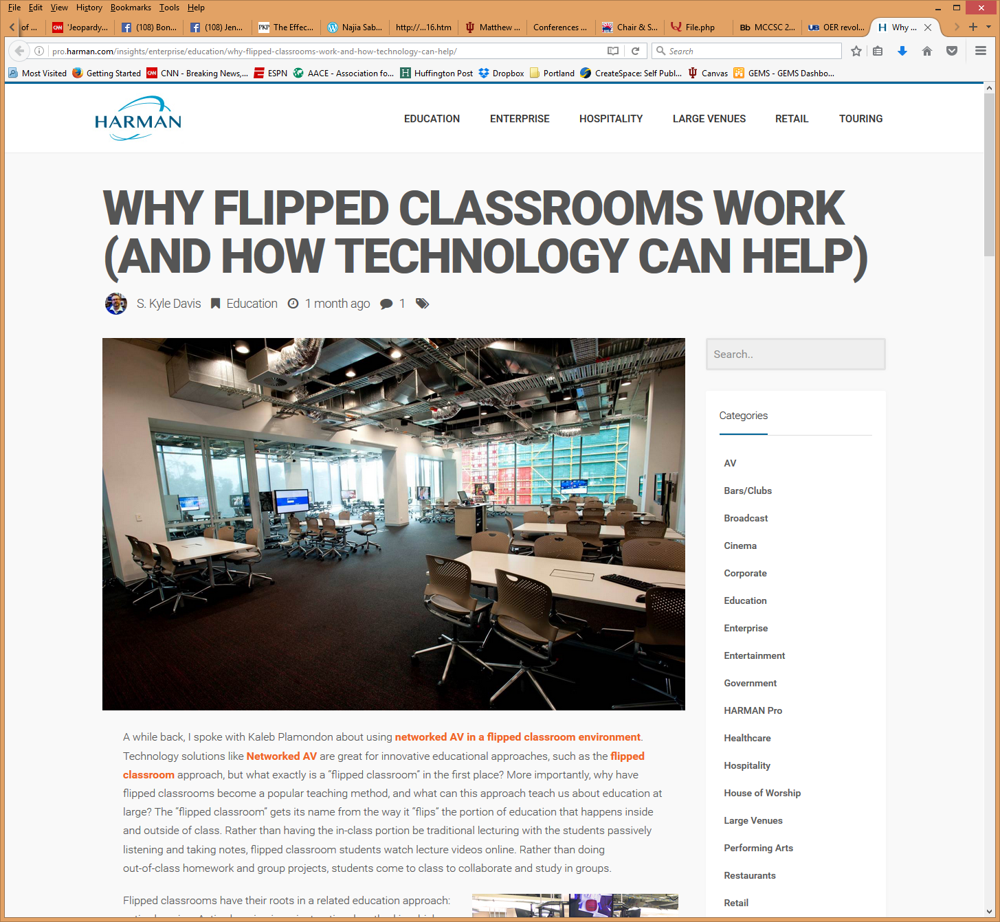 File Edit View History Bookmarks Tools Help
of ... 'Jeopardy... (108) Bon... (108) Jen... PKP The Effec... Najia Sab... http://...16.htm Matthew ... Conferences ... Chair & S... File.php Bb MCCSC 2... UB OER revol... H Why ...
pro.harman.com/insights/enterprise/education/why-flipped-classrooms-work-and-how-technology-can-help/ Search
Most Visited Getting Started CNN CNN - Breaking News,... ESPN AACE - Association fo... H Huffington Post Dropbox Portland CreateSpace: Self Publ... Canvas GEMS - GEMS Dashbo...
HARMAN EDUCATION ENTERPRISE HOSPITALITY LARGE VENUES RETAIL TOURING
WHY FLIPPED CLASSROOMS WORK
(AND HOW TECHNOLOGY CAN HELP)
S. Kyle Davis Education 1 month ago 1
Search..
Categories
AV
Bars/Clubs
Broadcast
Cinema
Corporate
Education
Enterprise
Entertainment
Government
HARMAN Pro
Healthcare
Hospitality
House of Worship
Large Venues
Performing Arts
Restaurants
Retail
A while back, I spoke with Kaleb Plamondon about using networked AV in a flipped classroom environment.
Technology solutions like Networked AV are great for innovative educational approaches, such as the flipped
classroom approach, but what exactly is a “flipped classroom” in the first place? More importantly, why have
flipped classrooms become a popular teaching method, and what can this approach teach us about education at
large? The “flipped classroom” gets its name from the way it “flips” the portion of education that happens inside
and outside of class. Rather than having the in-class portion be traditional lecturing with the students passively
listening and taking notes, flipped classroom students watch lecture videos online. Rather than doing
out-of-class homework and group projects, students come to class to collaborate and study in groups.
Flipped classrooms have their roots in a related education approach: